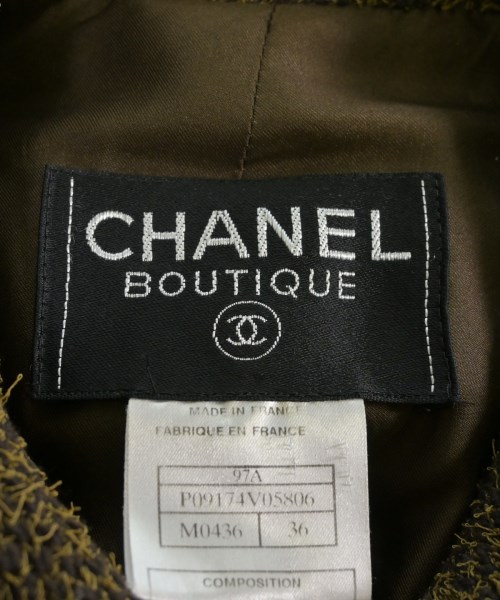 CHANEL
BOUTIQUE
MADE IN FRANCE
FABRIQUE EN FRANCE
97A
P09174V05806
M0436 36
COMPOSITION